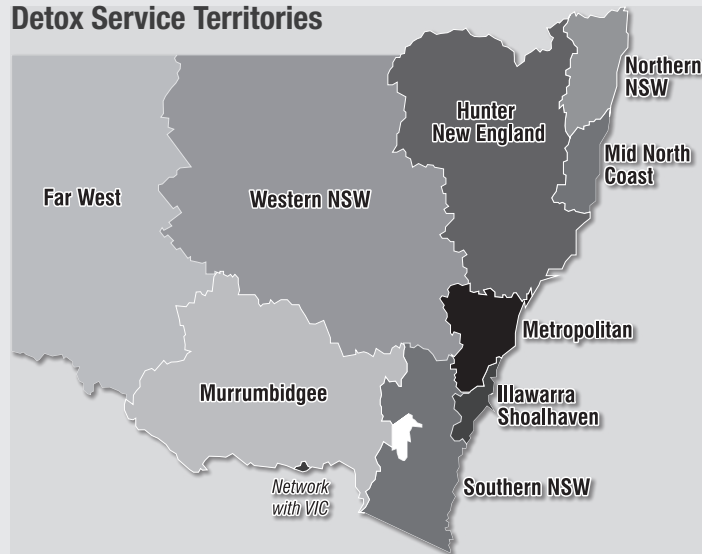 Detox Service Territories
Northern
NSW
Hunter
New England
Mid North
Coast
Far West
Western NSW
Metropolitan
Murrumbidgee
Illawarra
Shoalhaven
Network
with VIC
Southern NSW